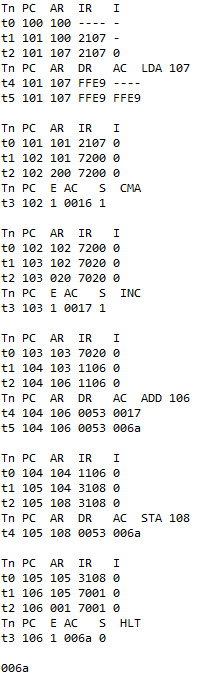 Tn PC  AR  IR   I
t0 100 100 ---- -
t1 101 100 2107 -
t2 101 107 2107 0
Tn PC  AR  DR   AC  LDA 107
t4 101 107 FFE9 ----
t5 101 107 FFE9 FFE9

Tn PC  AR  IR   I
t0 101 101 2107 0
t1 102 101 7200 0
t2 102 200 7200 0
Tn PC  E AC   S  CMA
t3 102 1 0016 1

Tn PC  AR  IR   I
t0 102 102 7200 0
t1 103 102 7020 0
t2 103 020 7020 0
Tn PC  E AC   S  INC
t3 103 1 0017 1

Tn PC  AR  IR   I
t0 103 103 7020 0
t1 104 103 1106 0
t2 104 106 1106 0
Tn PC  AR  DR   AC  ADD 106
t4 104 106 0053 0017
t5 104 106 0053 006a

Tn PC  AR  IR   I
t0 104 104 1106 0
t1 105 104 3108 0
t2 105 108 3108 0
Tn PC  AR  DR   AC  STA 108
t4 105 108 0053 006a

Tn PC  AR  IR   I
t0 105 105 3108 0
t1 106 105 7001 0
t2 106 001 7001 0
Tn PC  E AC   S  HLT
t3 106 1 006a 0

006a